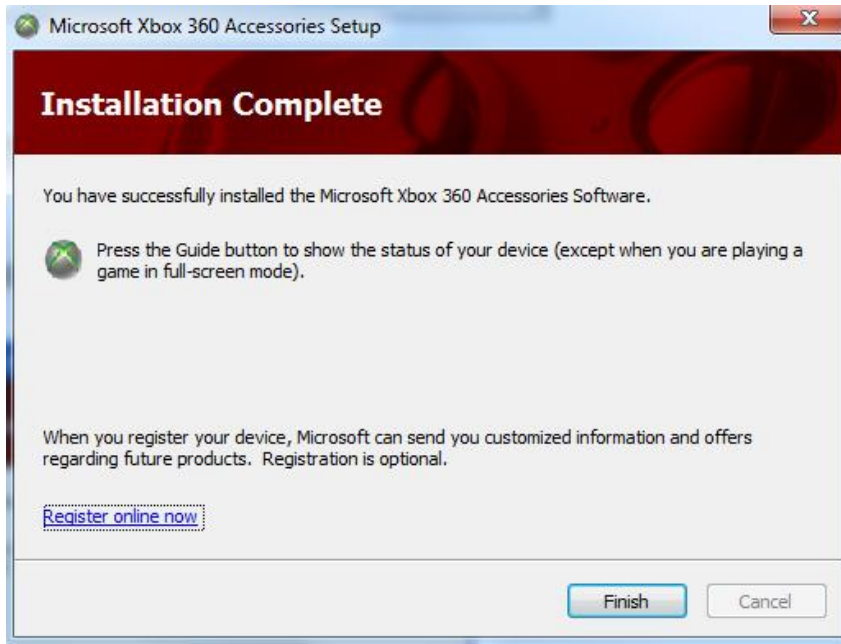 Microsoft Xbox 360 Accessories Setup
Installation Complete
You have successfully installed the Microsoft Xbox 360 Accessories Software.
Press the Guide button to show the status of your device (except when you are playing a
game in full-screen mode).
When you register your device, Microsoft can send you customized information and offers
regarding future products.  Registration is optional.
Register online now
Finish
Cancel